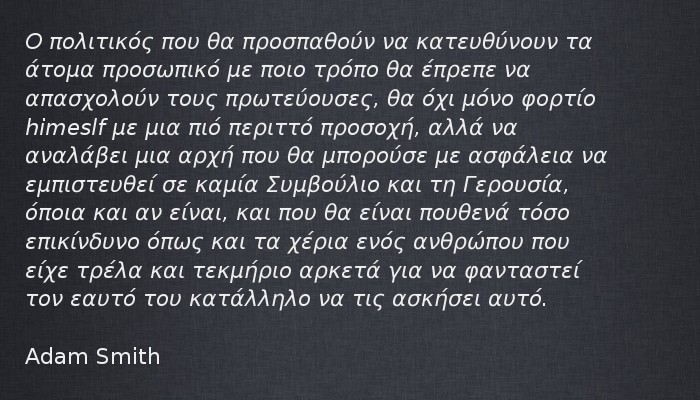 Ο πολιτικός που θα προσπαθούν να κατευθύνουν τα
άτομα προσωπικό με ποιο τρόπο θα έπρεπε να
απασχολούν τους πρωτεύουσες, θα όχι μόνο φορτίο
himeslf με μια πιό περιττό προσοχή, αλλά να
αναλάβει μια αρχή που θα μπορούσε με ασφάλεια να
εμπιστευθεί σε καμία Συμβούλιο και τη Γερουσία,
όποια και αν είναι, και που θα είναι πουθενά τόσο
επικίνδυνο όπως και τα χέρια ενός ανθρώπου που
είχε τρέλα και τεκμήριο αρκετά για να φανταστεί
τον εαυτό του κατάλληλο να τις ασκήσει αυτό.
Adam Smith